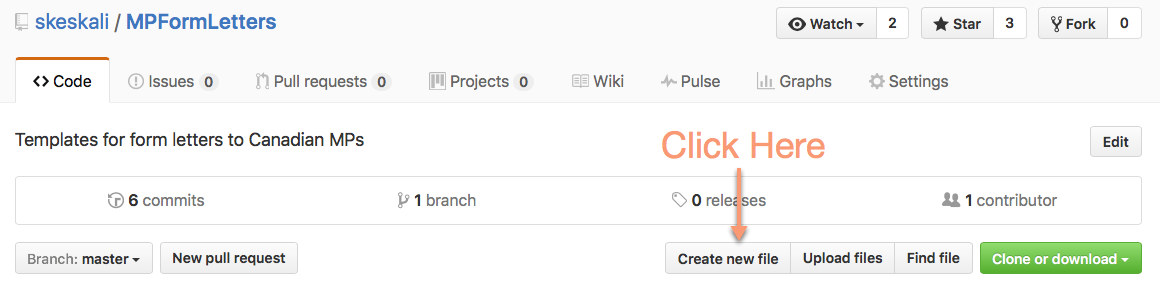 skeskali / MPFormLetters
Watch 2 Star 3 Fork 0
Code Issues 0 Pull requests 0 Projects 0 Wiki Pulse Graphs Settings
Templates for form letters to Canadian MPs
Click Here
Edit
6 commits 1 branch 0 releases 1 contributor
Branch: master New pull request Create new file Upload files Find file Clone or download